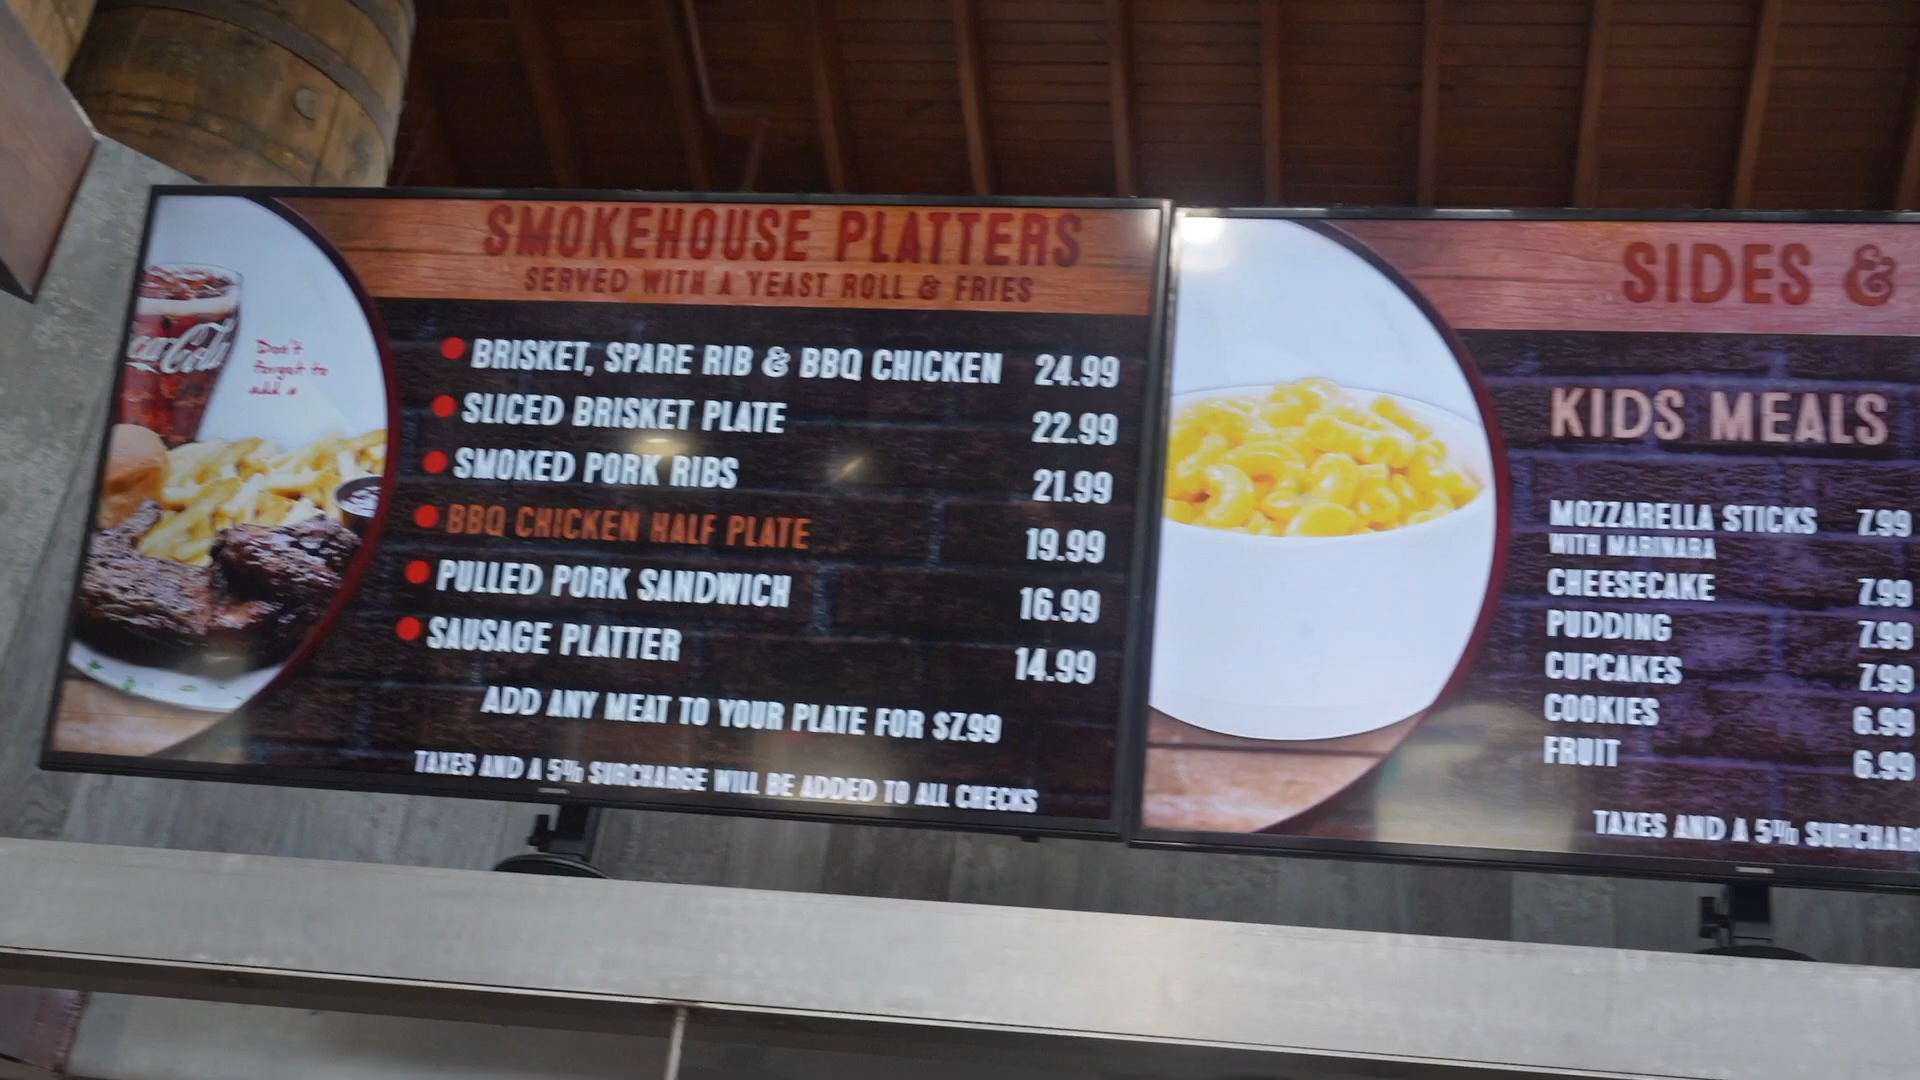 SMOKEHOUSE PLATTERS
SERVED WITH A YEAST ROLL & FRIES
Don't
forget to
add a
BRISKET, SPARE RIB & BBQ CHICKEN 24.99
SLICED BRISKET PLATE 22.99
SMOKED PORK RIBS 21.99
BBQ CHICKEN HALF PLATE 19.99
PULLED PORK SANDWICH 16.99
SAUSAGE PLATTER 14.99
ADD ANY MEAT TO YOUR PLATE FOR $7.99
TAXES AND A 5% SURCHARGE WILL BE ADDED TO ALL CHECKS
SIDES &
KIDS MEALS
MOZZARELLA STICKS 7.99
WITH MARINARA
CHEESECAKE 7.99
PUDDING 7.99
CUPCAKES 7.99
COOKIES 6.99
FRUIT 6.99
TAXES AND A 5%